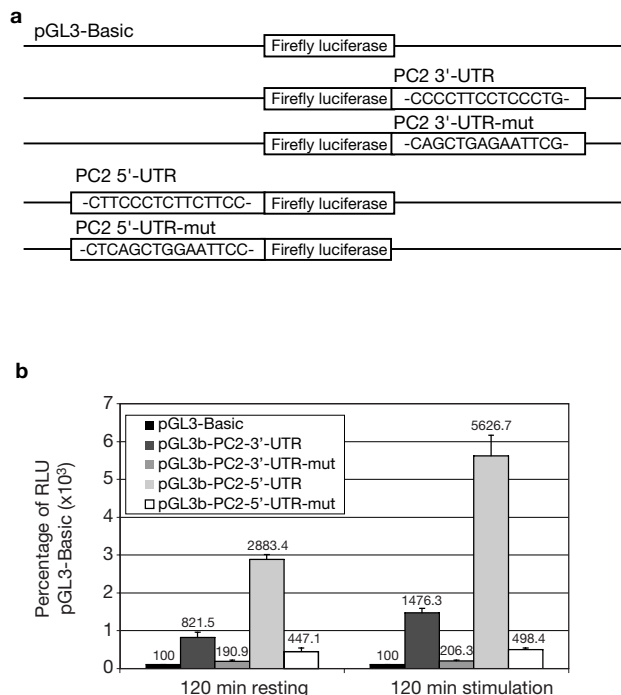 a
pGL3-Basic
Firefly luciferase
PC2 3'-UTR
Firefly luciferase -CCCCTTCCTCCCTG-
PC2 3'-UTR-mut
Firefly luciferase -CAGCTGAGAATTCG-
PC2 5'-UTR
-CTTCCCTCTTCTTCC- Firefly luciferase
PC2 5'-UTR-mut
-CTCAGCTGGAATTCC- Firefly luciferase
b
Percentage of RLU
pGL3-Basic (x10³)
7
6
5
4
3
2
1
0
pGL3-Basic
pGL3b-PC2-3'-UTR
pGL3b-PC2-3'-UTR-mut
pGL3b-PC2-5'-UTR
pGL3b-PC2-5'-UTR-mut
100
821.5
190.9
2883.4
447.1
100
1476.3
206.3
5626.7
498.4
120 min resting
120 min stimulation